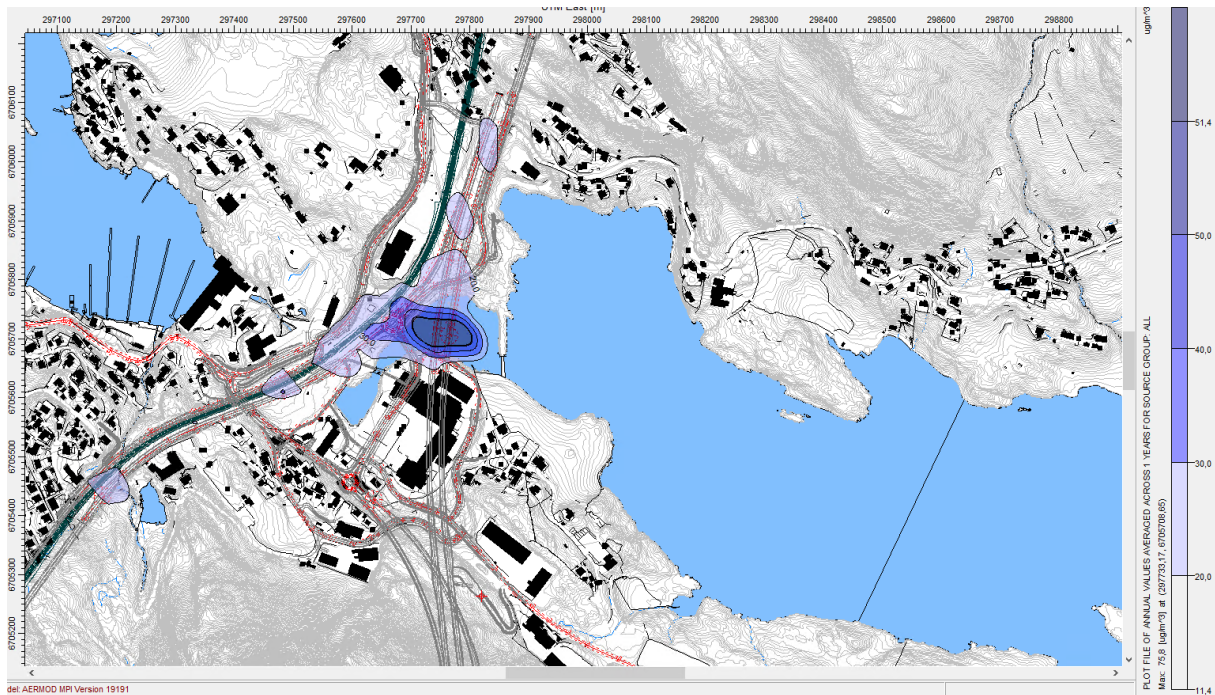 UTM East [m]
297100 297200 297300 297400 297500 297600 297700 297800 297900 298000 298100 298200 298300 298400 298500 298600 298700 298800
6706100
6706000
6705900
6705800
6705700
6705600
6705500
6705400
6705300
6705200
ug/m^3
51,4
50,0
40,0
30,0
20,0
11,4
PLOT FILE OF ANNUAL VALUES AVERAGED ACROSS 1 YEARS FOR SOURCE GROUP: ALL
Max: 75,8 [ug/m^3] at (297733,17, 6705708,65)
del: AERMOD MPI Version 19191